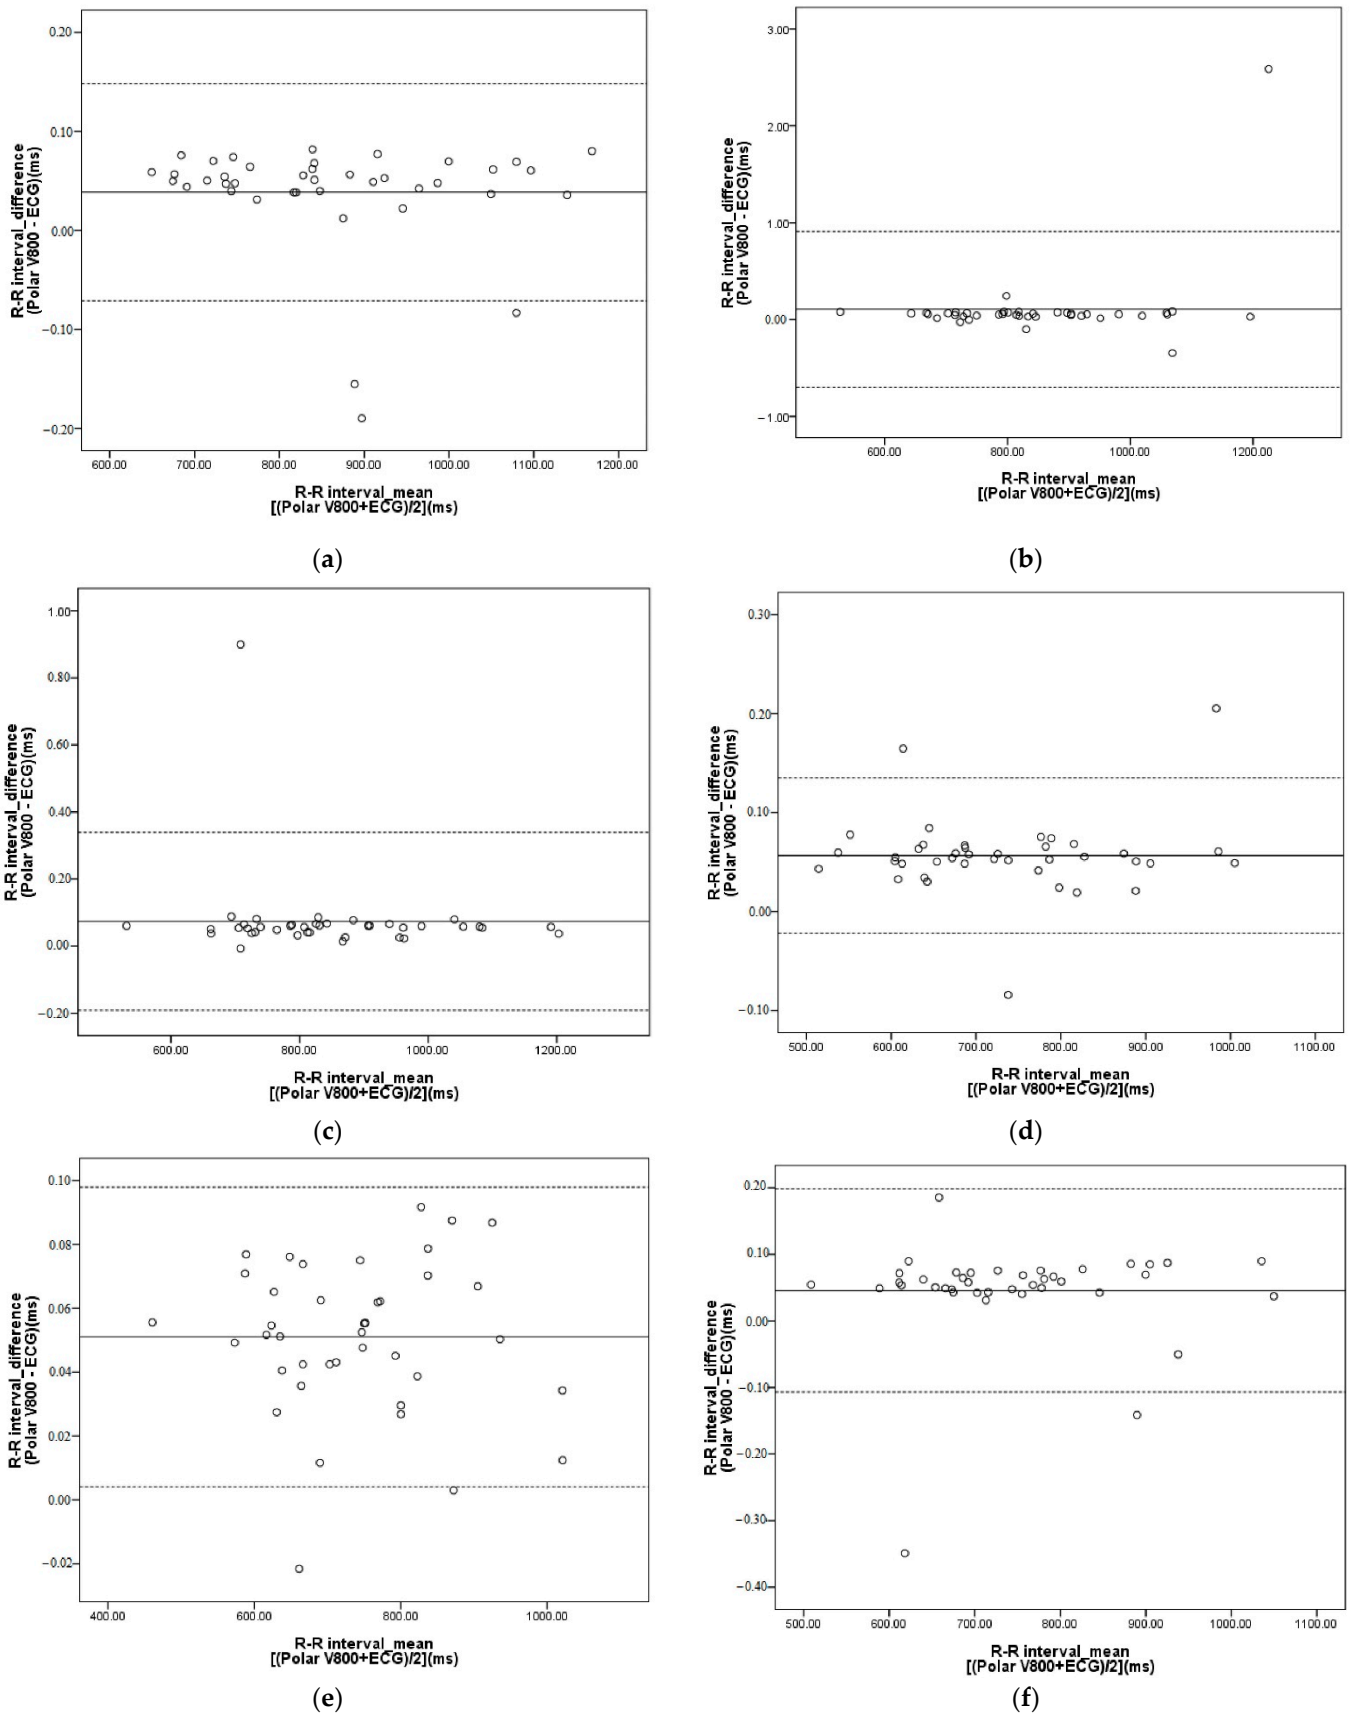 0.20
0.10
0.00
−0.10
−0.20
R-R interval_difference
(Polar V800 - ECG)(ms)
600.00 700.00 800.00 900.00 1000.00 1100.00 1200.00
R-R interval_mean
[(Polar V800+ECG)/2](ms)
(a)
3.00
2.00
1.00
0.00
−1.00
R-R interval_difference
(Polar V800 - ECG)(ms)
600.00 800.00 1000.00 1200.00
R-R interval_mean
[(Polar V800+ECG)/2](ms)
(b)
1.00
0.80
0.60
0.40
0.20
0.00
−0.20
R-R interval_difference
(Polar V800 - ECG)(ms)
600.00 800.00 1000.00 1200.00
R-R interval_mean
[(Polar V800+ECG)/2](ms)
(c)
0.30
0.20
0.10
0.00
−0.10
R-R interval_difference
(Polar V800 - ECG)(ms)
500.00 600.00 700.00 800.00 900.00 1000.00 1100.00
R-R interval_mean
[(Polar V800+ECG)/2](ms)
(d)
0.10
0.08
0.06
0.04
0.02
0.00
−0.02
R-R interval_difference
(Polar V800 - ECG)(ms)
400.00 600.00 800.00 1000.00
R-R interval_mean
[(Polar V800+ECG)/2](ms)
(e)
0.20
0.10
0.00
−0.10
−0.20
−0.30
−0.40
R-R interval_difference
(Polar V800 - ECG)(ms)
500.00 600.00 700.00 800.00 900.00 1000.00 1100.00
R-R interval_mean
[(Polar V800+ECG)/2](ms)
(f)